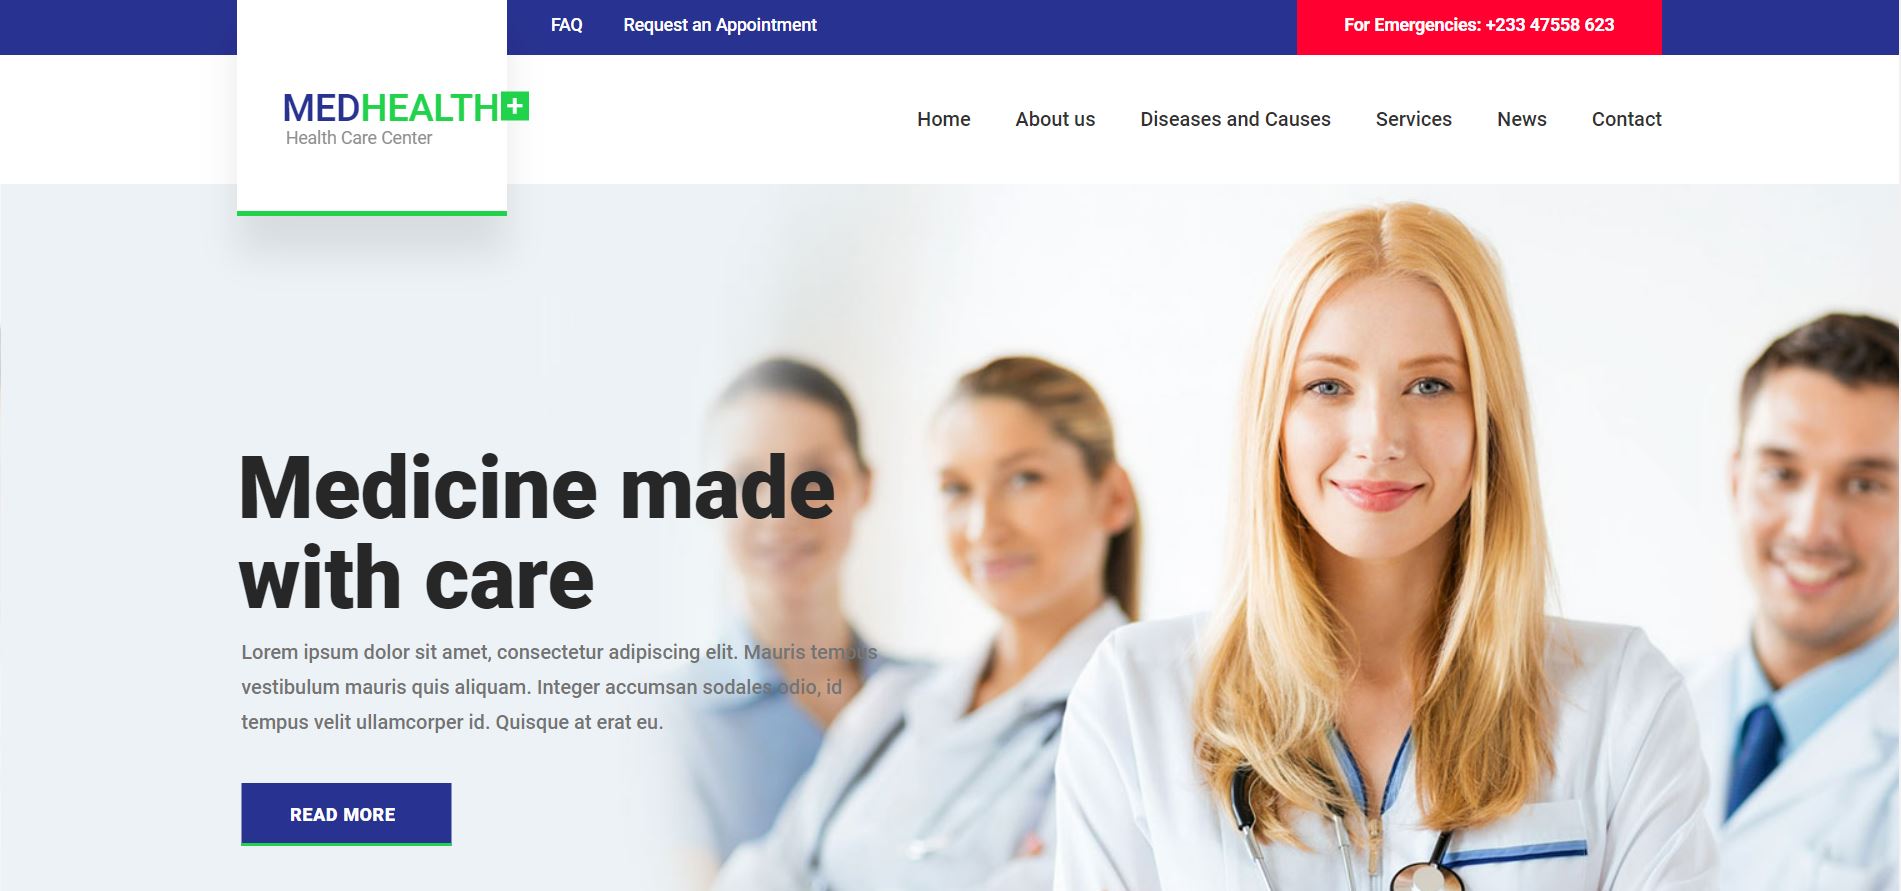 FAQ
Request an Appointment
For Emergencies: +233 47558 623
MEDHEALTH+
Health Care Center
Home
About us
Diseases and Causes
Services
News
Contact
Medicine made
with care
Lorem ipsum dolor sit amet, consectetur adipiscing elit. Mauris tempus
vestibulum mauris quis aliquam. Integer accumsan sodales odio, id
tempus velit ullamcorper id. Quisque at erat eu.
READ MORE